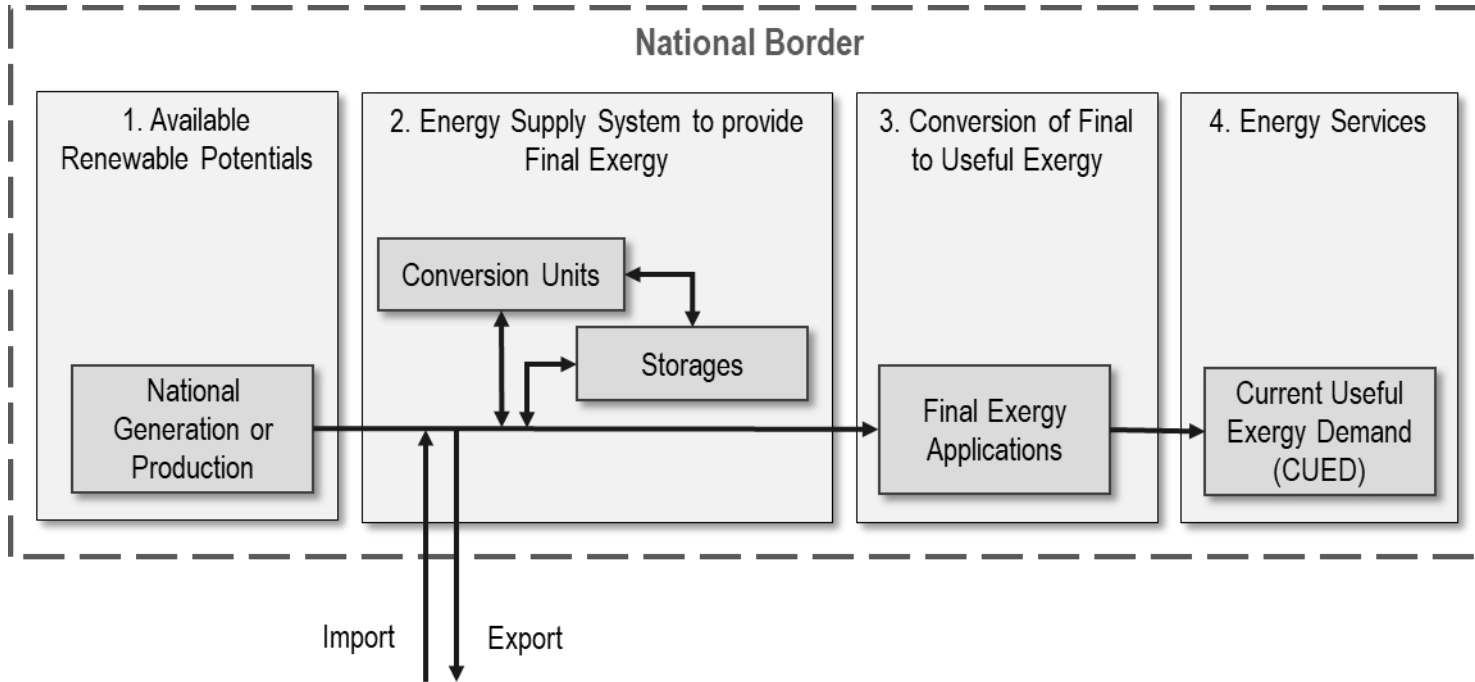 National Border
1. Available
Renewable Potentials
2. Energy Supply System to provide
Final Exergy
3. Conversion of Final
to Useful Exergy
4. Energy Services
Conversion Units
Storages
National
Generation or
Production
Final Exergy
Applications
Current Useful
Exergy Demand
(CUED)
Import
Export